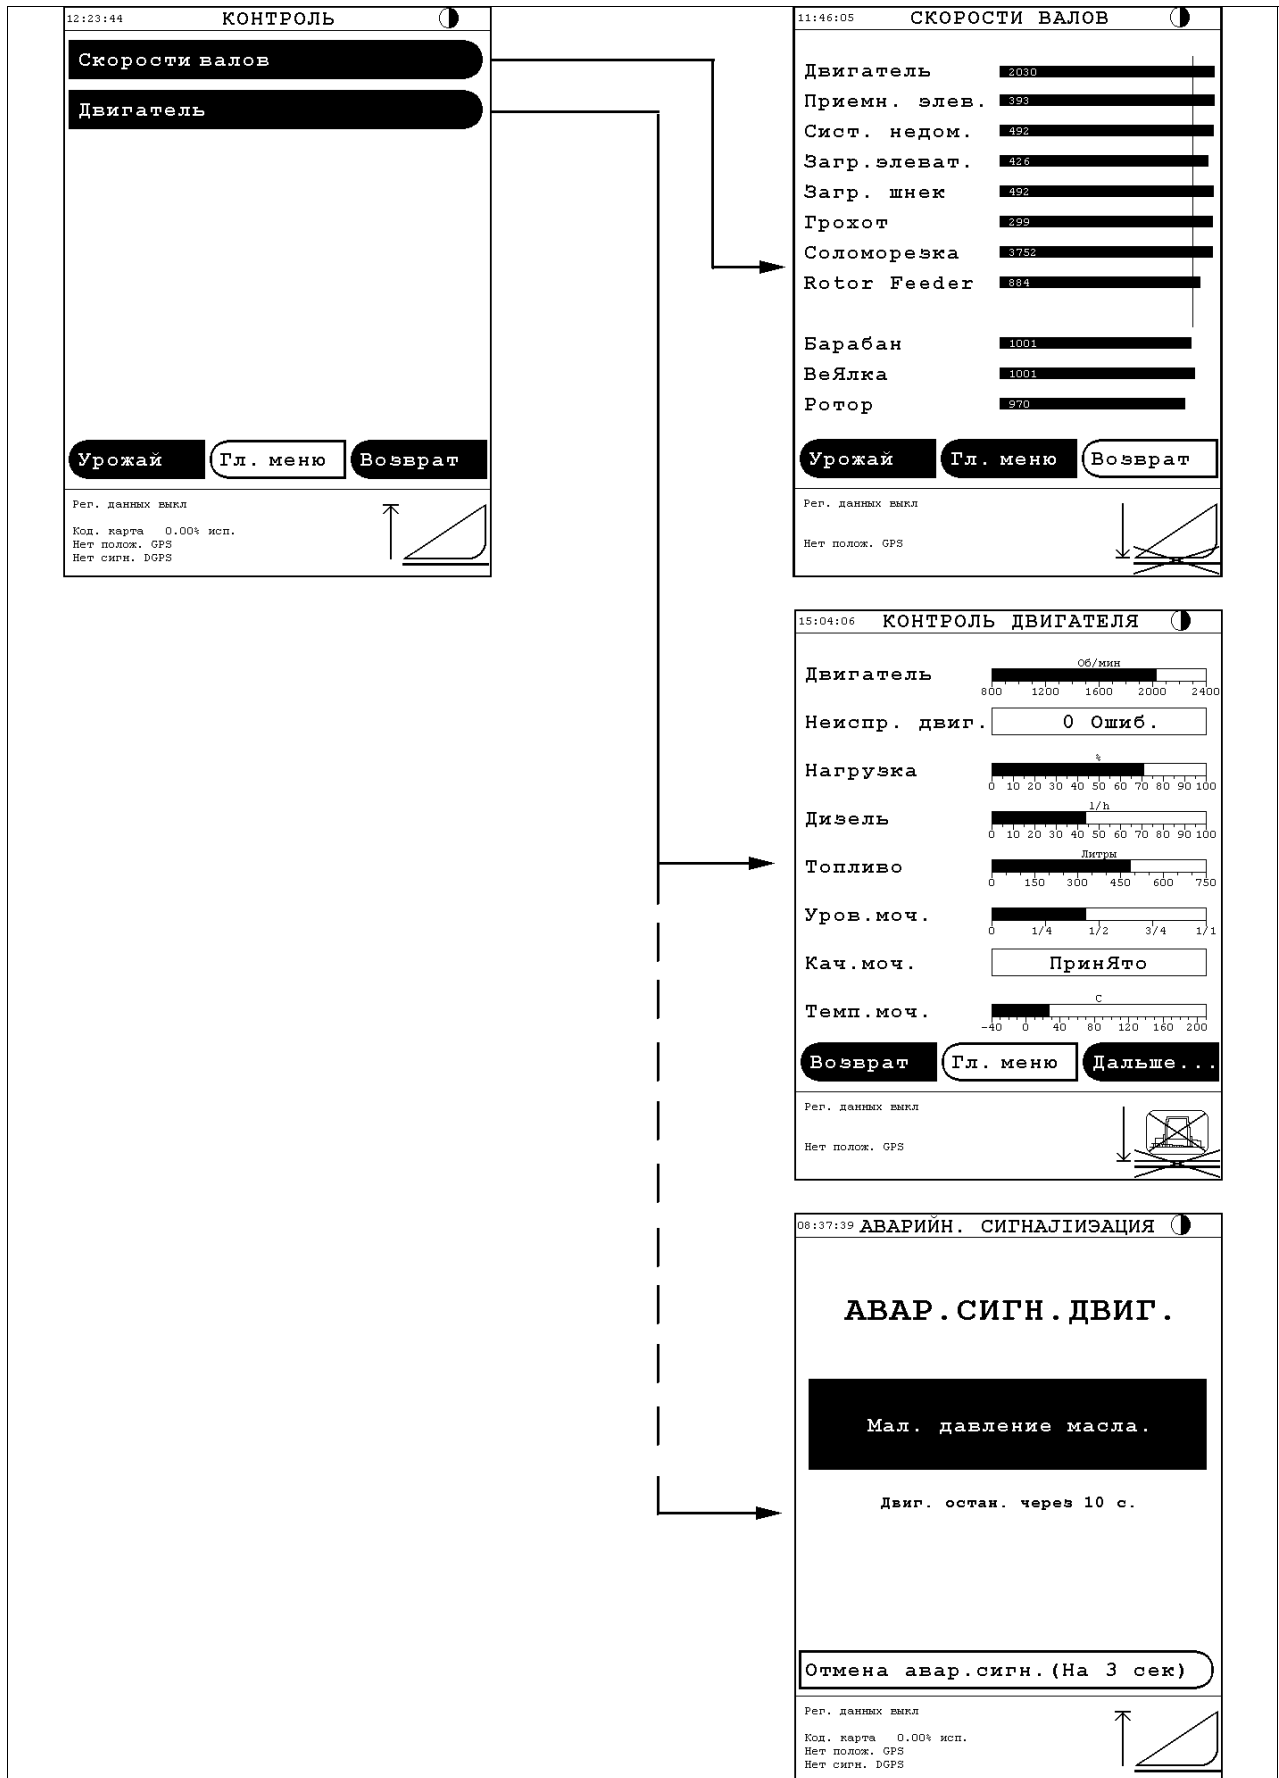 12:23:44 КОНТРОЛЬ
Скорости валов
Двигатель
Урожай Гл. меню Возврат
Рег. данных выкл
Код. карта 0.00% исп.
Нет полож. GPS
Нет сигн. DGPS
11:46:05 СКОРОСТИ ВАЛОВ
Двигатель 2030
Приемн. элев. 393
Сист. недом. 492
Загр.элеват. 426
Загр. шнек 492
Грохот 299
Соломорезка 3752
Rotor Feeder 884
Барабан 1001
ВеЯлка 1001
Ротор 970
Урожай Гл. меню Возврат
Рег. данных выкл
Нет полож. GPS
15:04:06 КОНТРОЛЬ ДВИГАТЕЛЯ
Об/мин
Двигатель
800 1200 1600 2000 2400
Неиспр. двиг. 0 Ошиб.
%
Нагрузка
0 10 20 30 40 50 60 70 80 90 100
l/h
Дизель
0 10 20 30 40 50 60 70 80 90 100
Литры
Топливо
0 150 300 450 600 750
Уров.моч.
0 1/4 1/2 3/4 1/1
Кач.моч. ПринЯто
C
Темп.моч.
-40 0 40 80 120 160 200
Возврат Гл. меню Дальше...
Рег. данных выкл
Нет полож. GPS
08:37:39 АВАРИЙН. СИГНАЛИЗАЦИЯ
АВАР.СИГН.ДВИГ.
Мал. давление масла.
Двиг. остан. через 10 с.
Отмена авар.сигн.(На 3 сек)
Рег. данных выкл
Код. карта 0.00% исп.
Нет полож. GPS
Нет сигн. DGPS